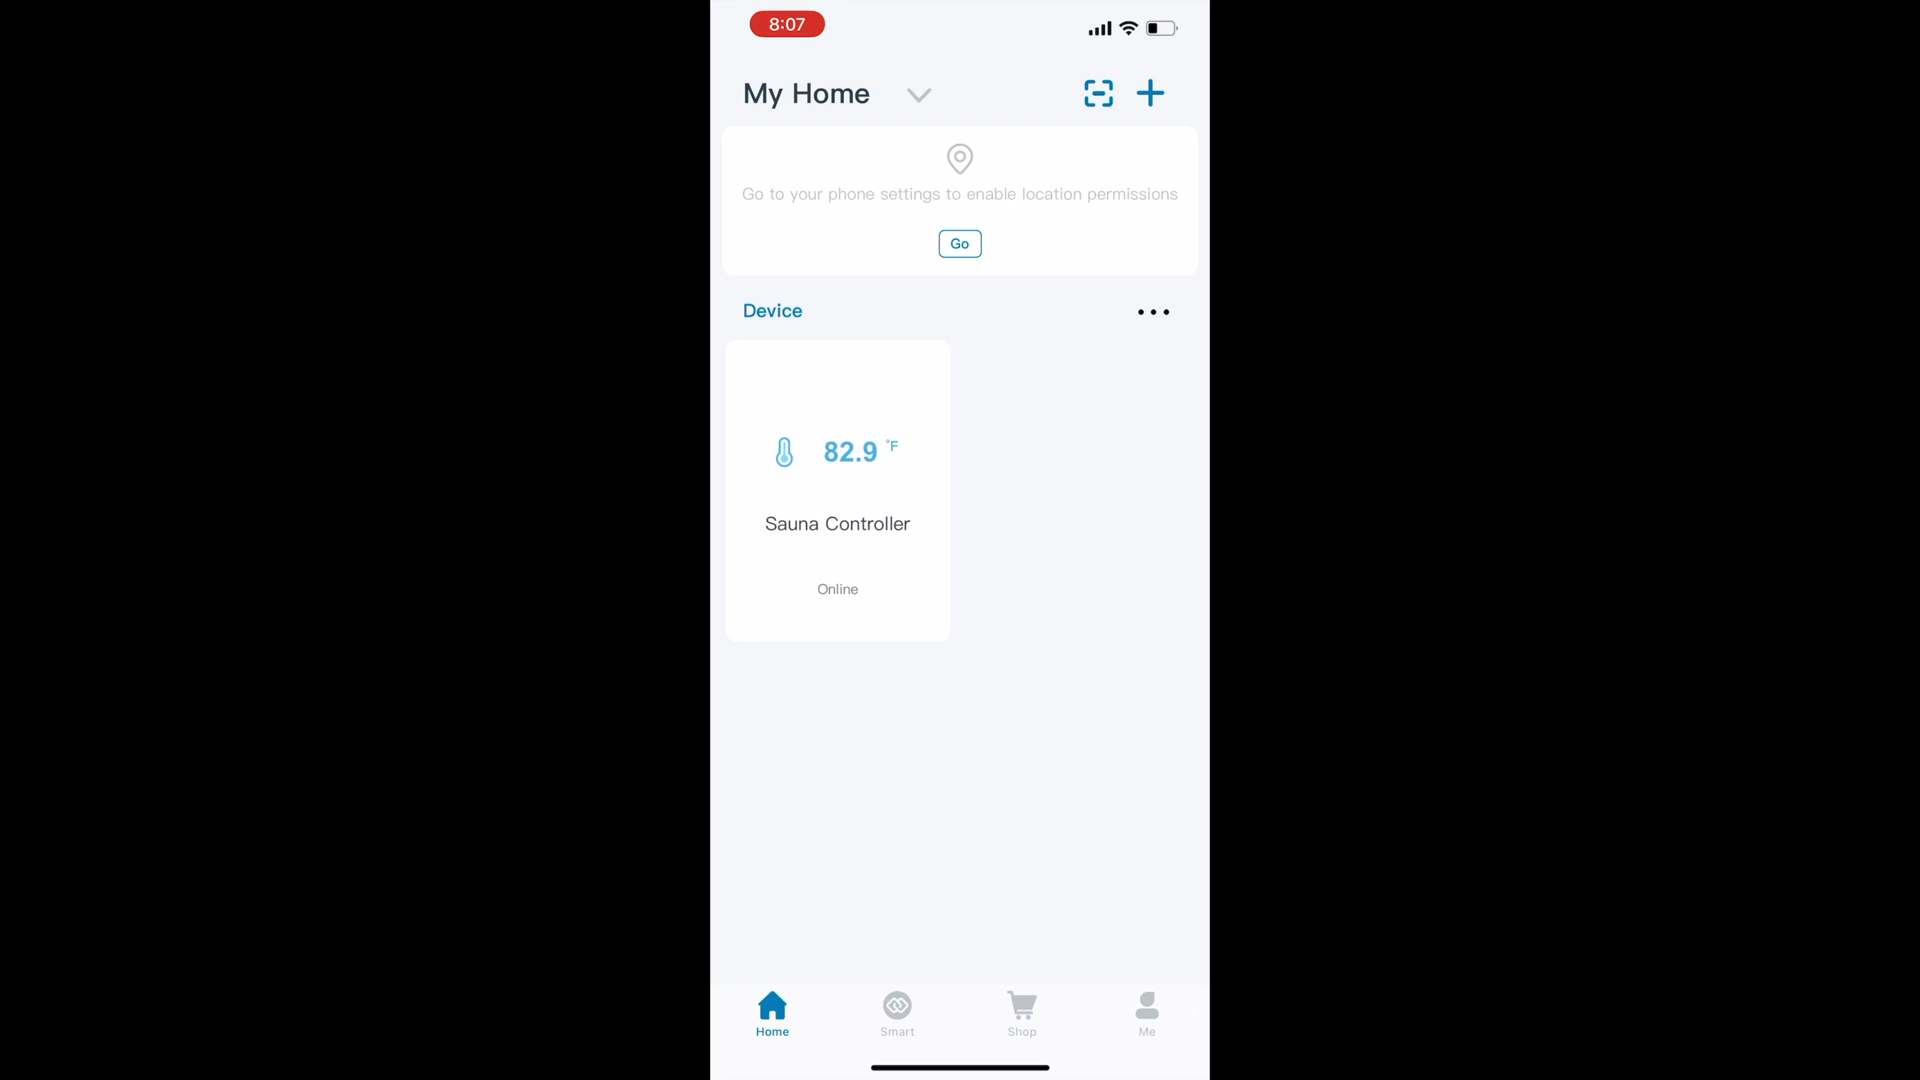 8:07
My Home
Go to your phone settings to enable location permissions
Go
Device
82.9 °F
Sauna Controller
Online
Home Smart Shop Me